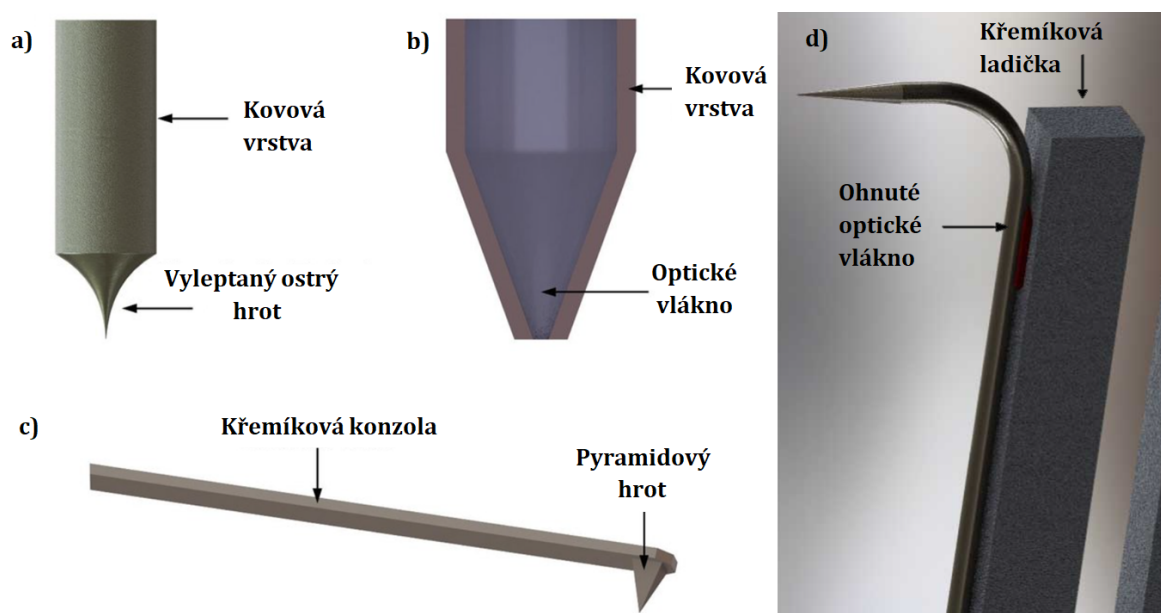 a)
Kovová
vrstva
Vyleptaný ostrý
hrot
b)
Kovová
vrstva
Optické
vlákno
c)
Křemíková konzola
Pyramidový
hrot
d)
Křemíková
ladička
Ohnuté
optické
vlákno